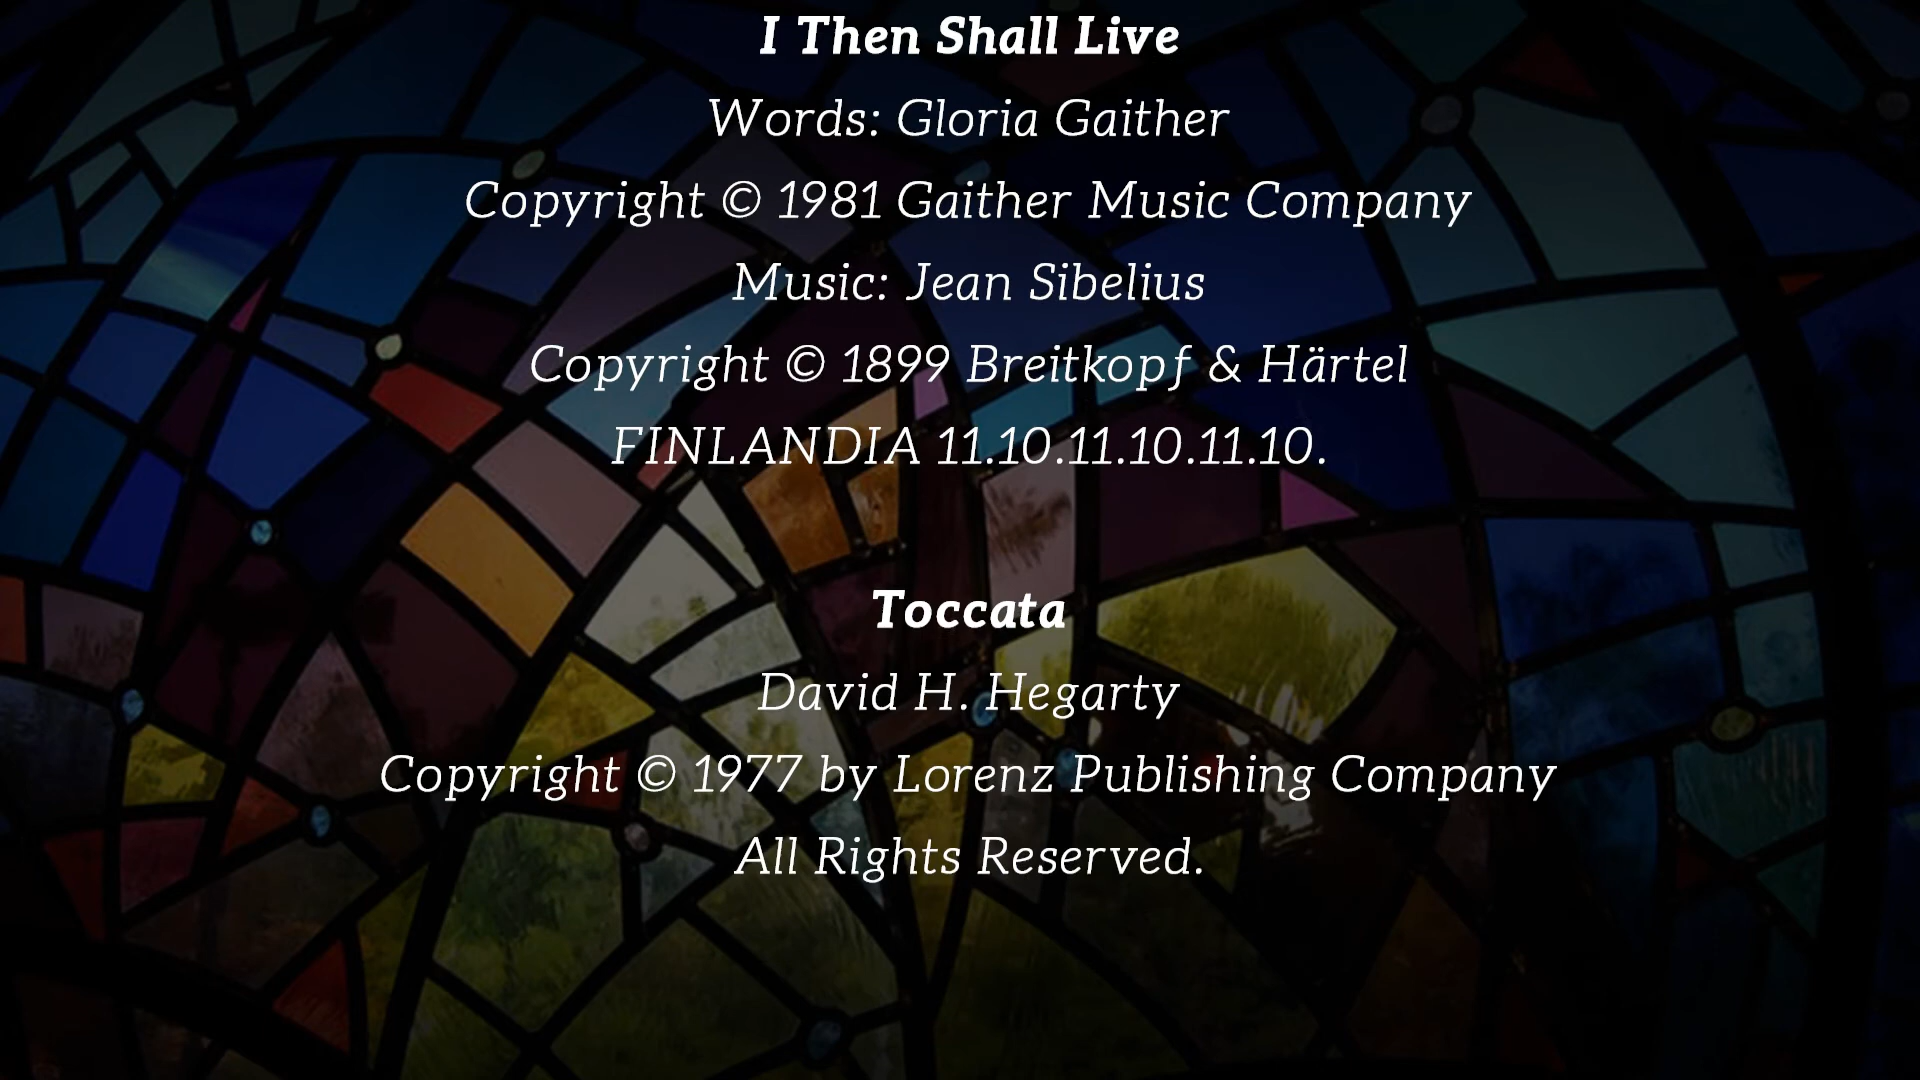 I Then Shall Live
Words: Gloria Gaither
Copyright © 1981 Gaither Music Company
Music: Jean Sibelius
Copyright © 1899 Breitkopf & Härtel
FINLANDIA 11.10.11.10.11.10.
Toccata
David H. Hegarty
Copyright © 1977 by Lorenz Publishing Company
All Rights Reserved.